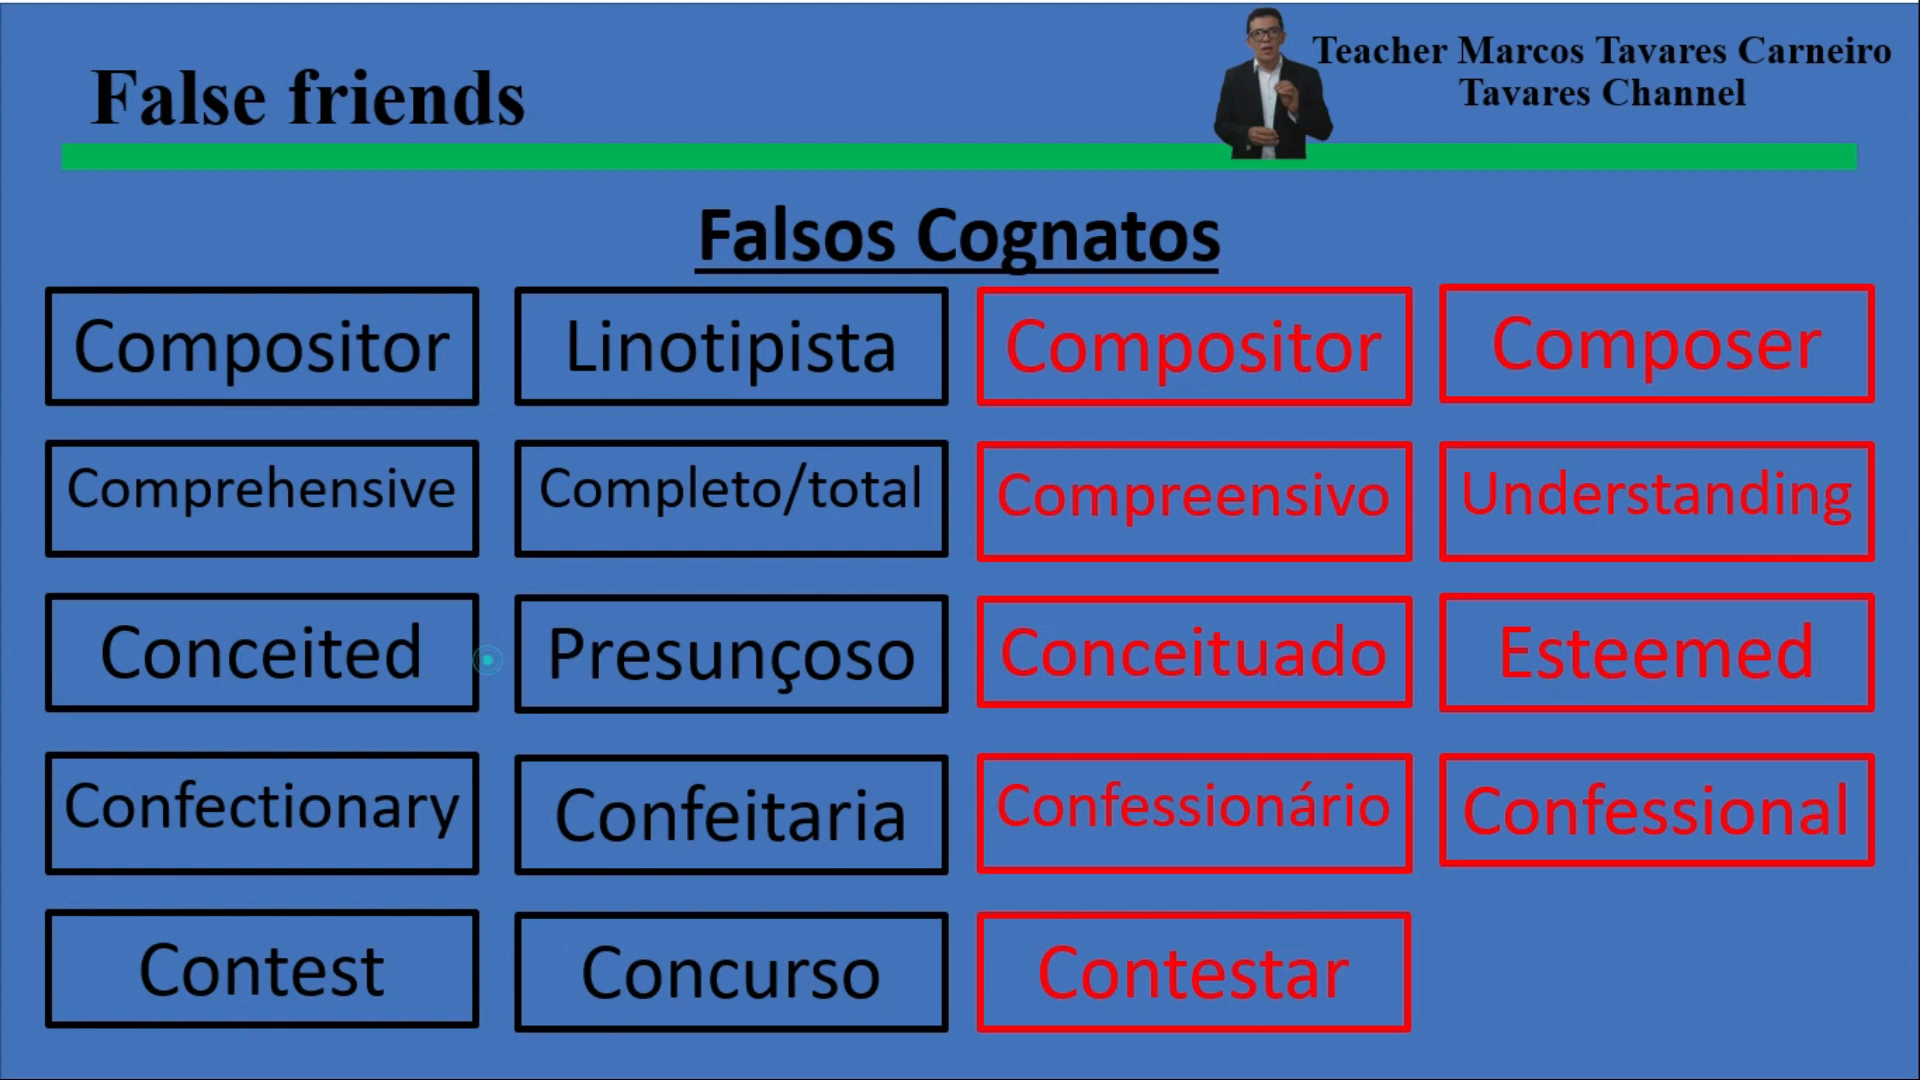 False friends
Teacher Marcos Tavares Carneiro
Tavares Channel
Falsos Cognatos
Compositor Linotipista Compositor Composer
Comprehensive Completo/total Compreensivo Understanding
Conceited Presunçoso Conceituado Esteemed
Confectionary Confeitaria Confessionário Confessional
Contest Concurso Contestar